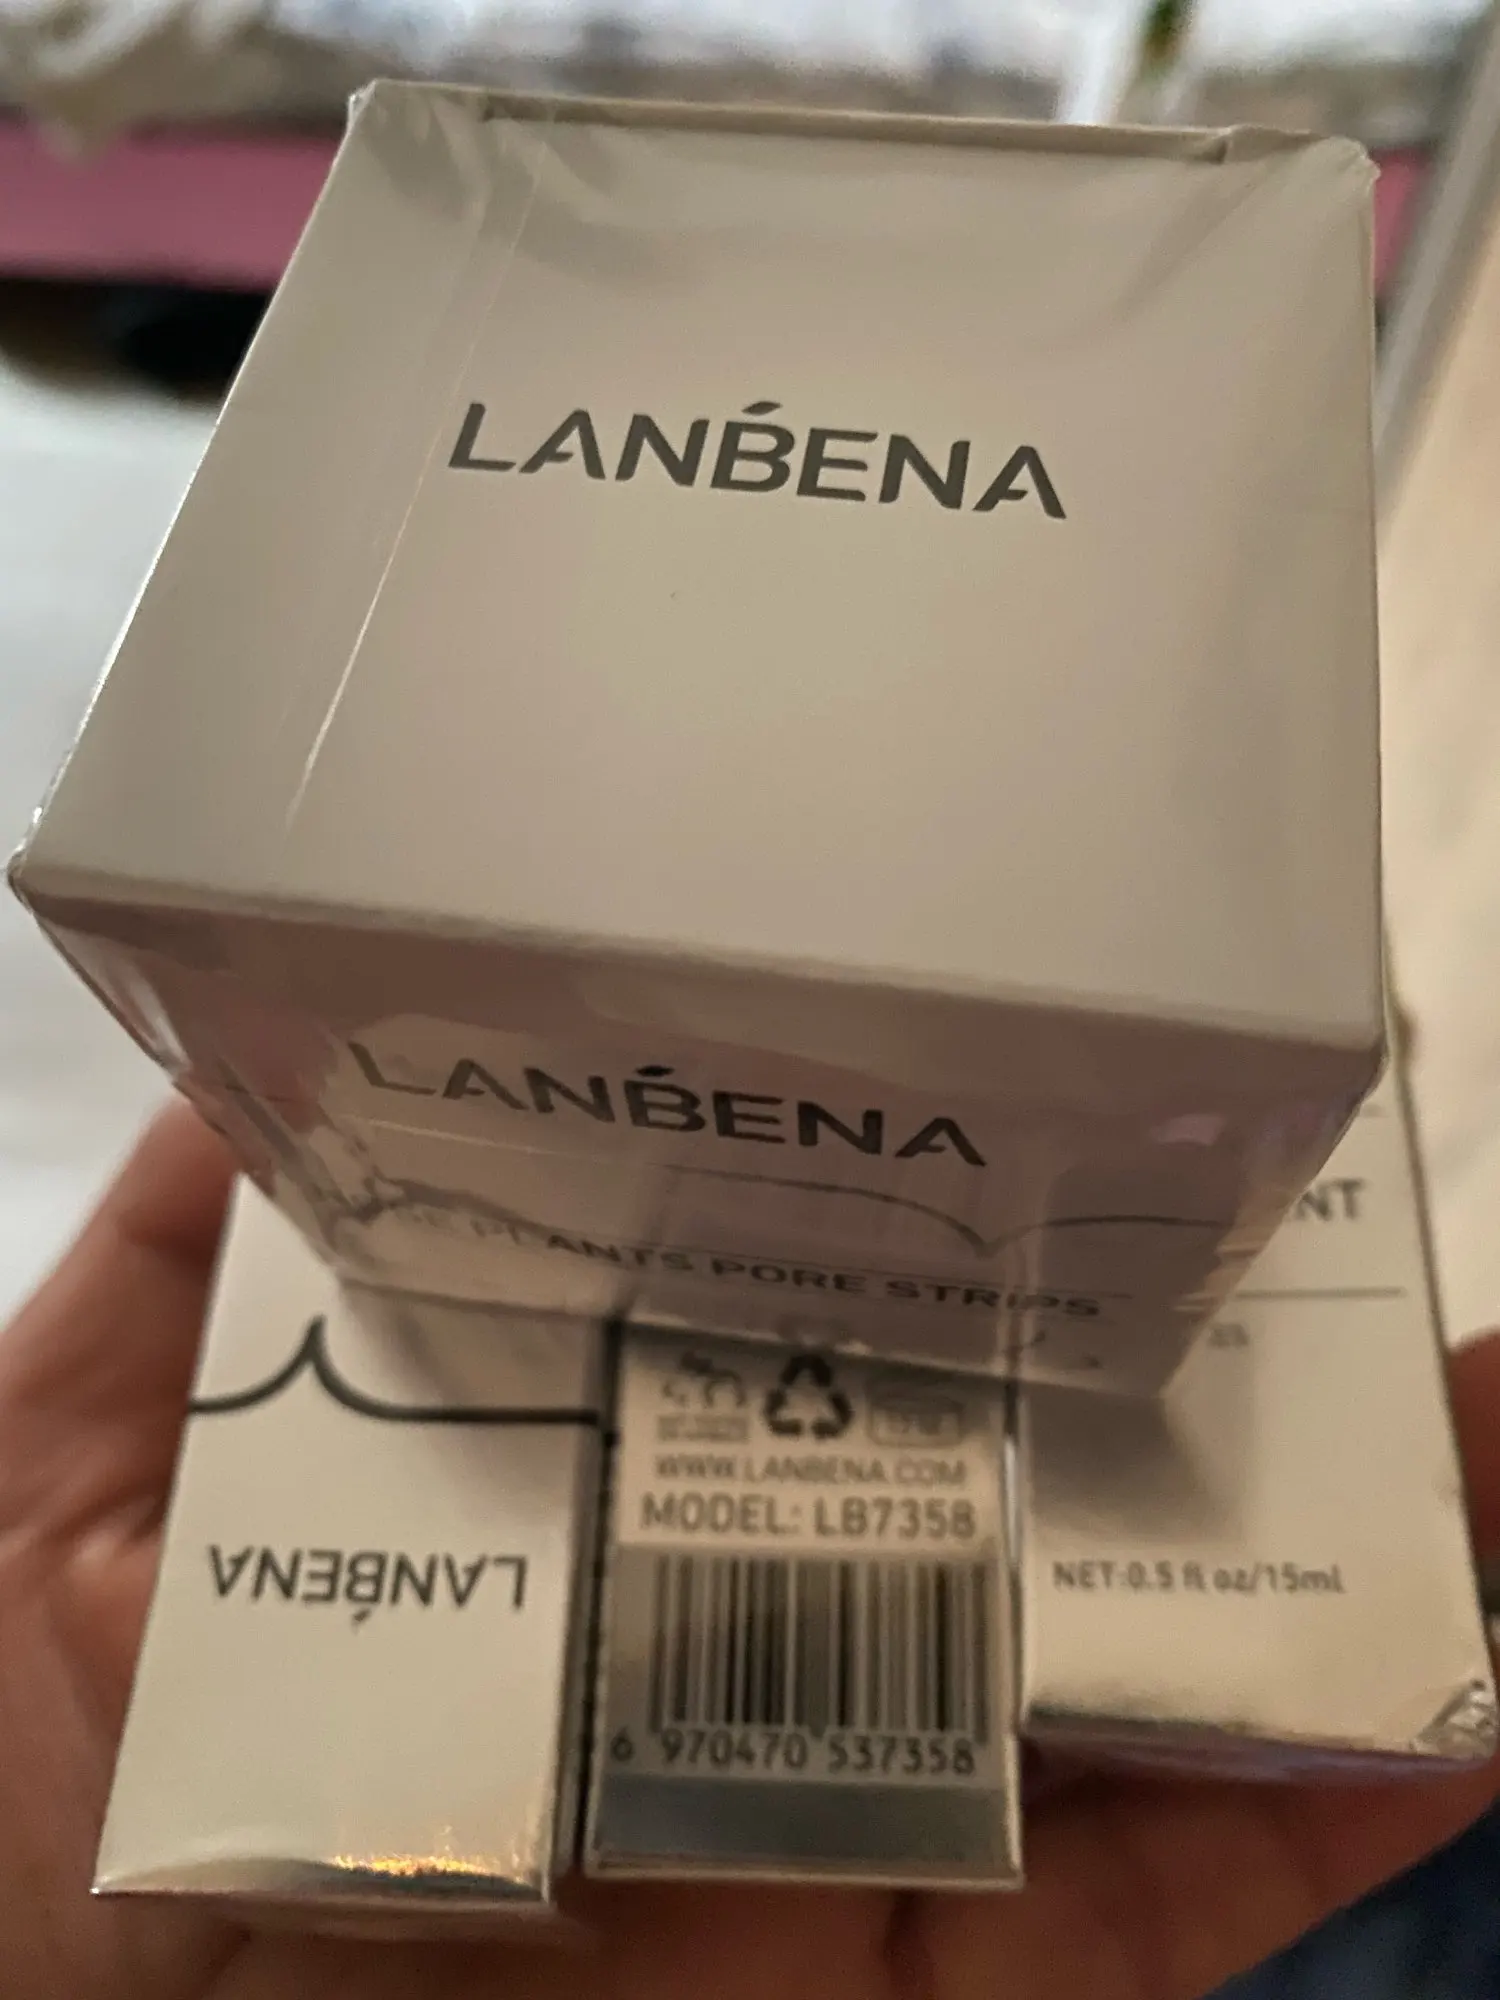 LANBENA
LANBENA
PLANTS PORE STRIPS
NT
LANBENA
WWW.LANBENA.COM
MODEL: LB7358
6 970470 537358
NET:0.5 fl oz/15ml